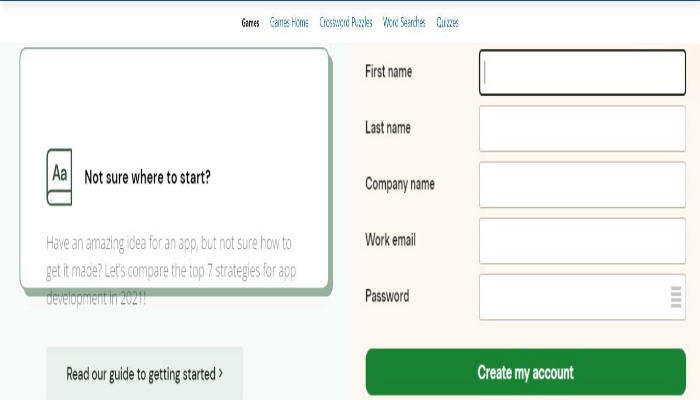 Games Games Home Crossword Puzzles Word Searches Quizzes
Aa
Not sure where to start?
Have an amazing idea for an app, but not sure how to
get it made? Let's compare the top 7 strategies for app
development in 2021!
Read our guide to getting started ›
First name
Last name
Company name
Work email
Password
Create my account